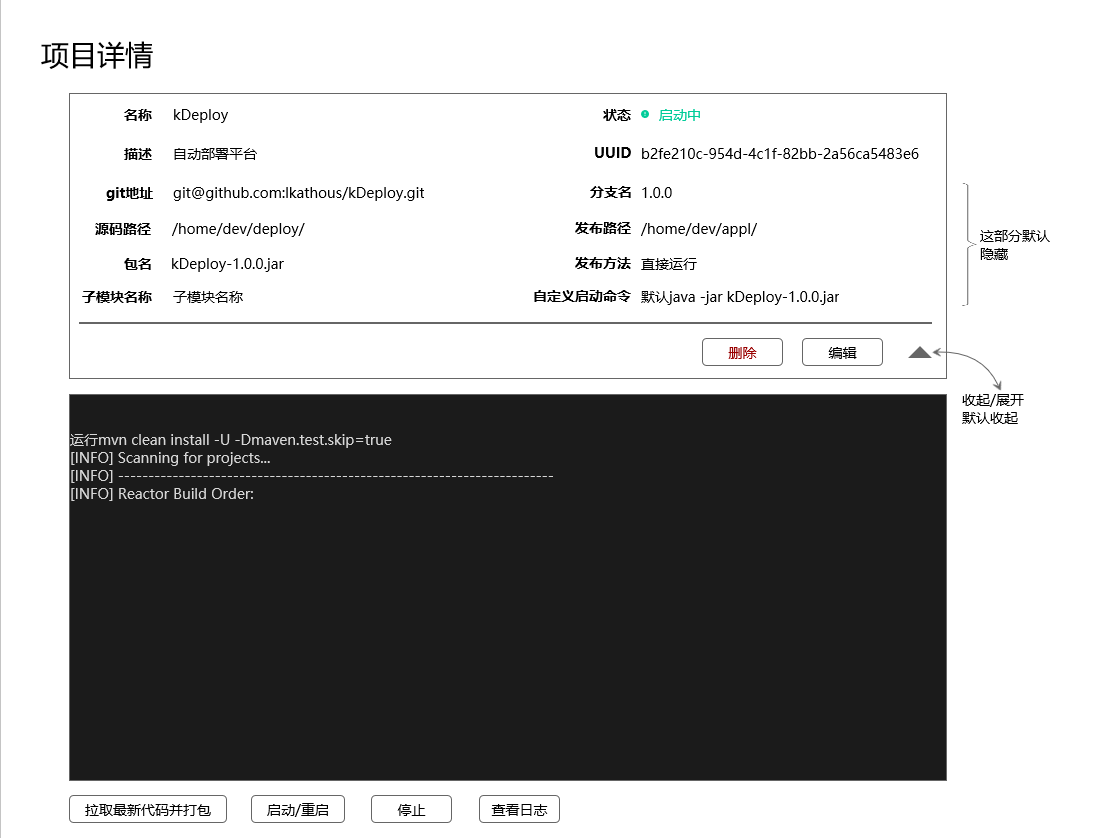 项目详情
名称 kDeploy 状态 启动中
描述 自动部署平台 UUID b2fe210c-954d-4c1f-82bb-2a56ca5483e6
git地址 git@github.com:lkathous/kDeploy.git 分支名 1.0.0
源码路径 /home/dev/deploy/ 发布路径 /home/dev/appl/
这部分默认
隐藏
包名 kDeploy-1.0.0.jar 发布方法 直接运行
子模块名称 子模块名称 自定义启动命令 默认java -jar kDeploy-1.0.0.jar
删除 编辑
收起/展开
默认收起
运行mvn clean install -U -Dmaven.test.skip=true
[INFO] Scanning for projects...
[INFO] ------------------------------------------------------------------------
[INFO] Reactor Build Order:
拉取最新代码并打包 启动/重启 停止 查看日志